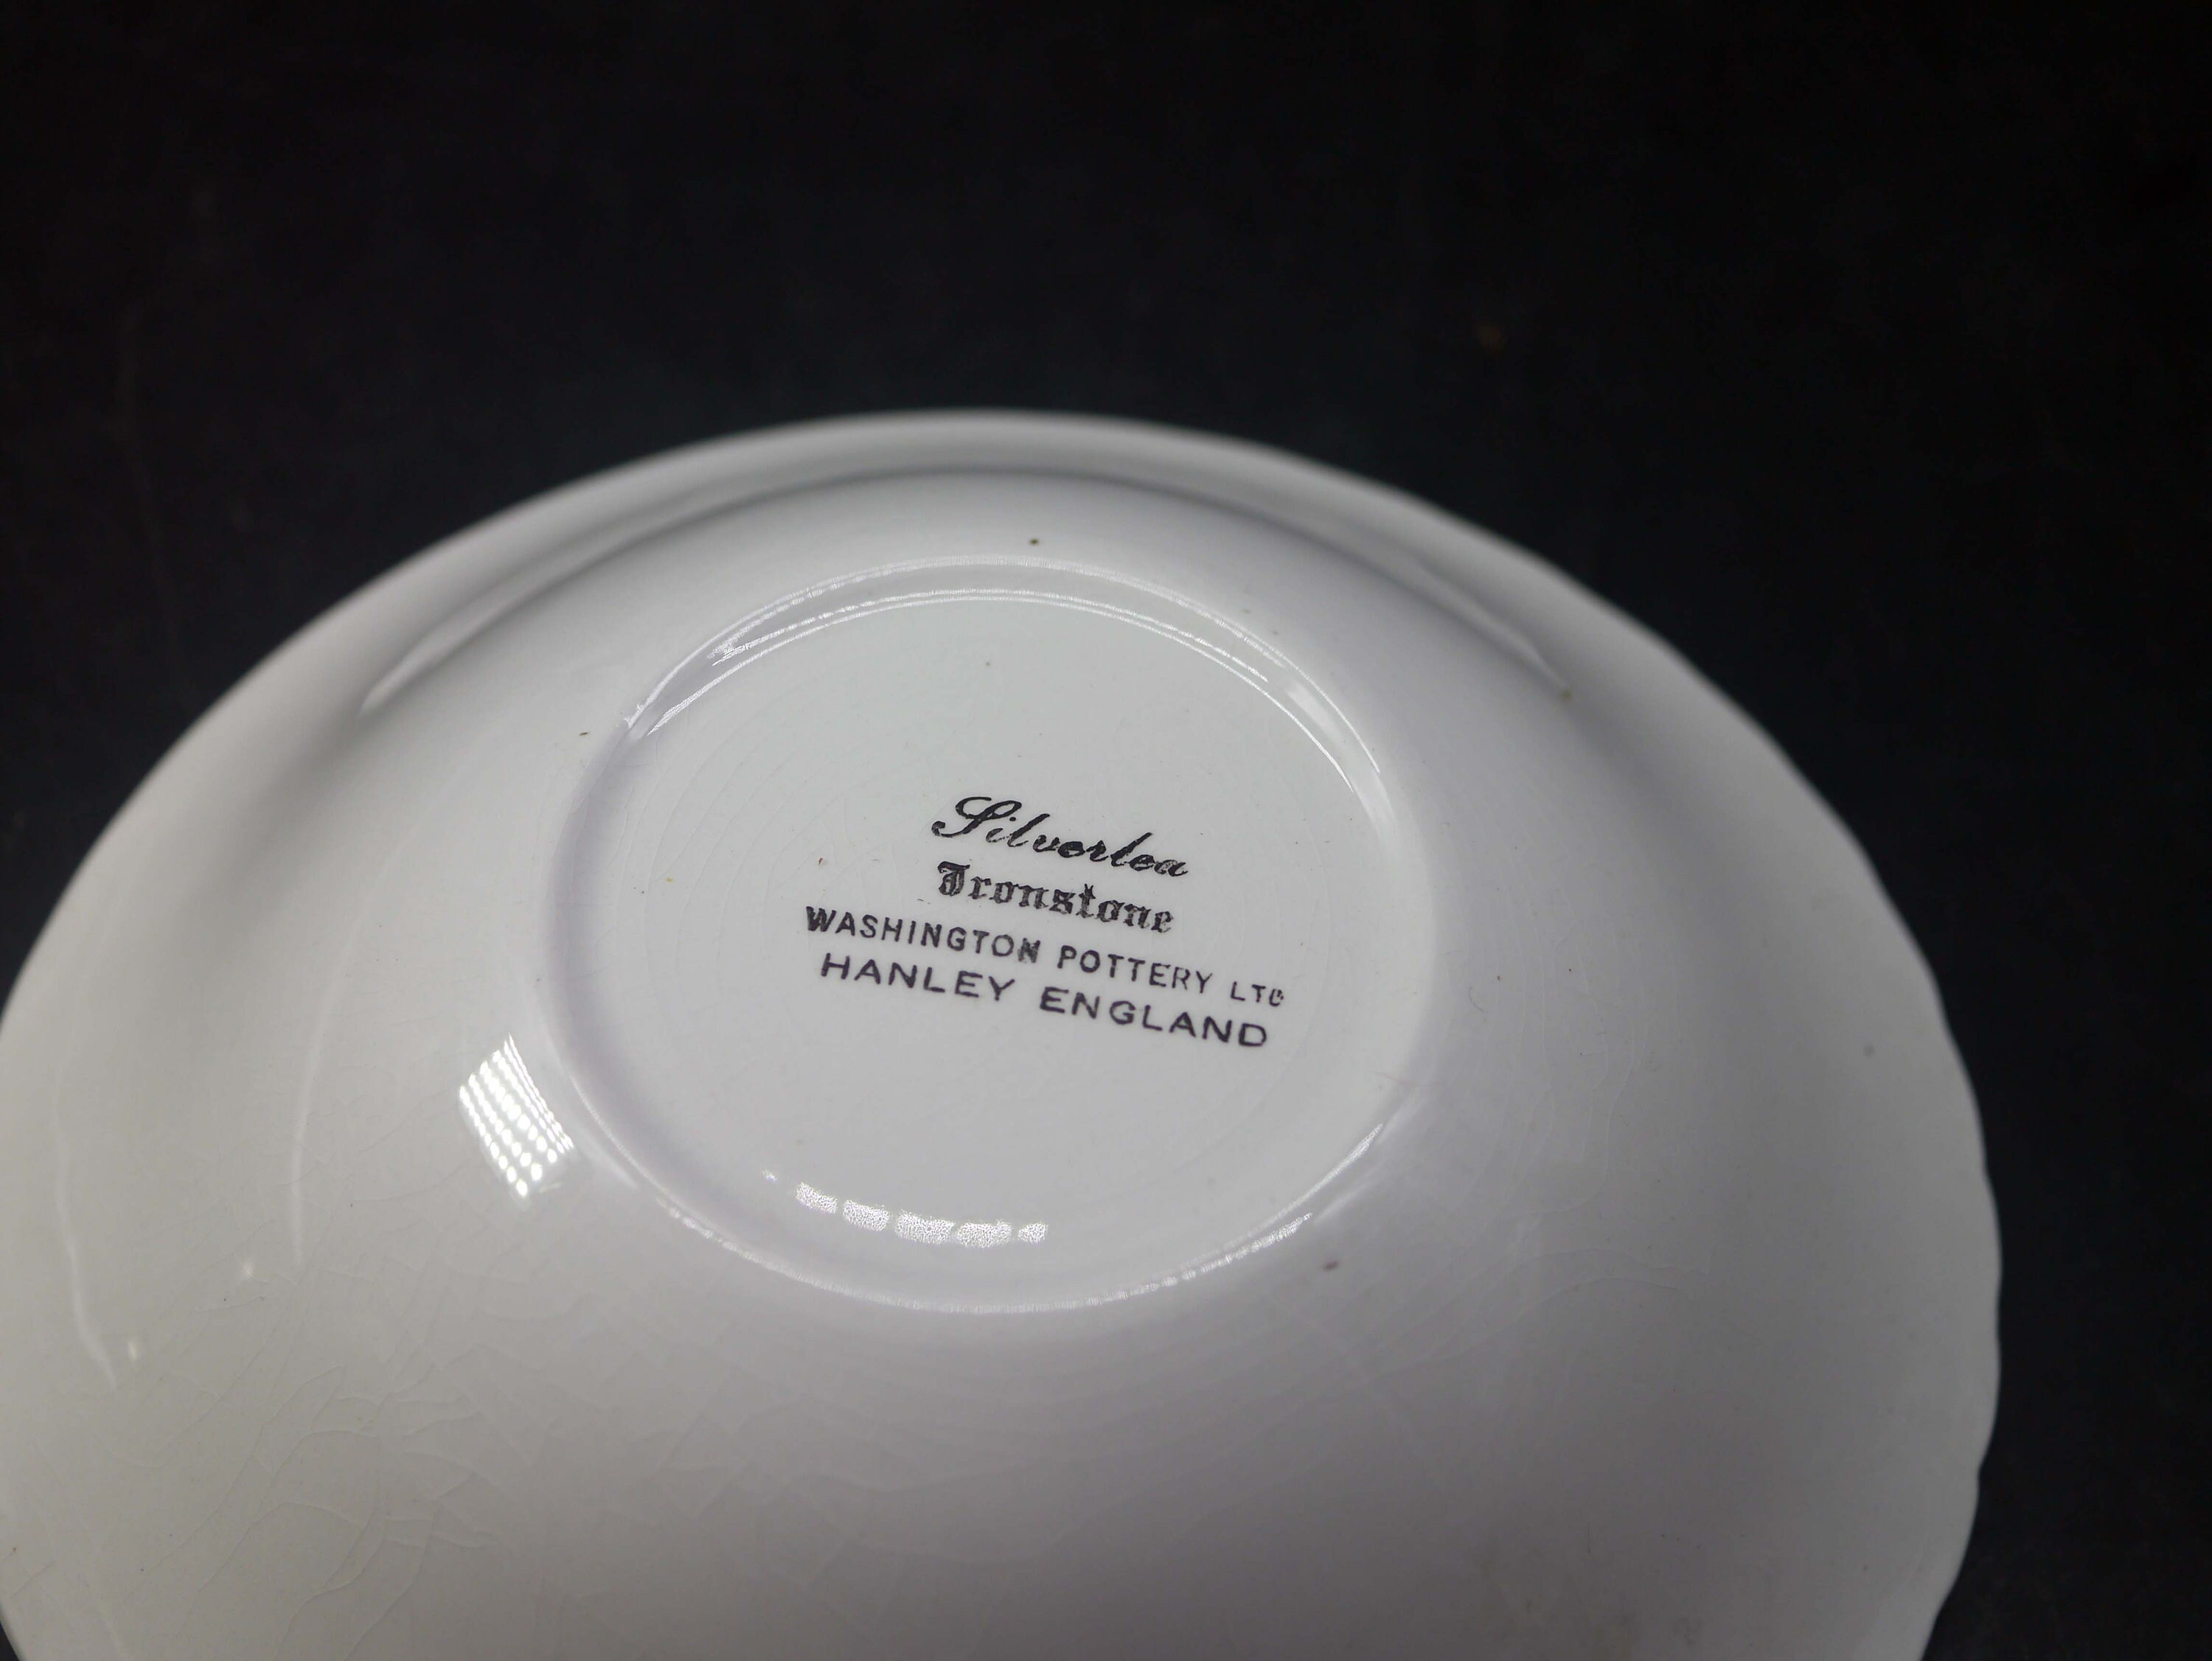 Silverlea
Ironstone
WASHINGTON POTTERY LTD
HANLEY ENGLAND